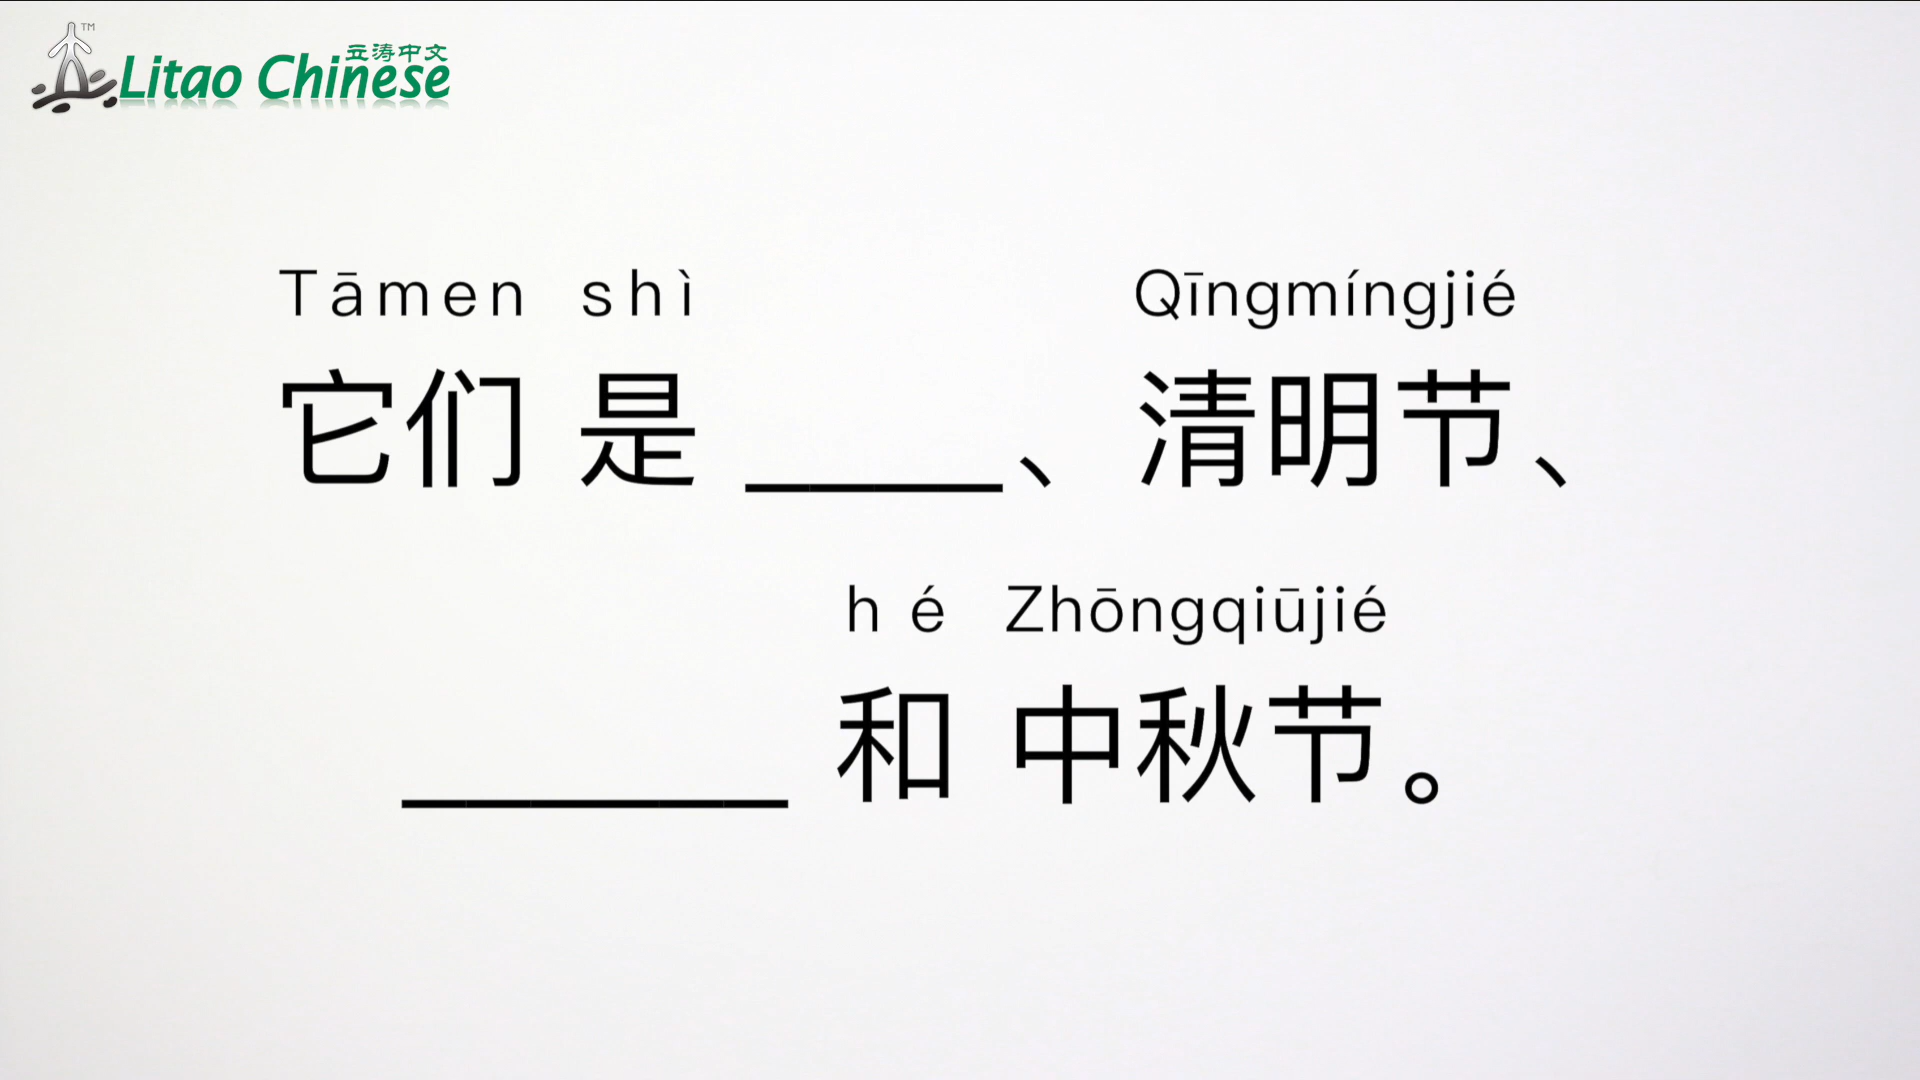 立涛中文
Litao Chinese™
Tāmen shì Qīngmíngjié
它们 是 ____、清明节、
hé Zhōngqiūjié
______ 和 中秋节。